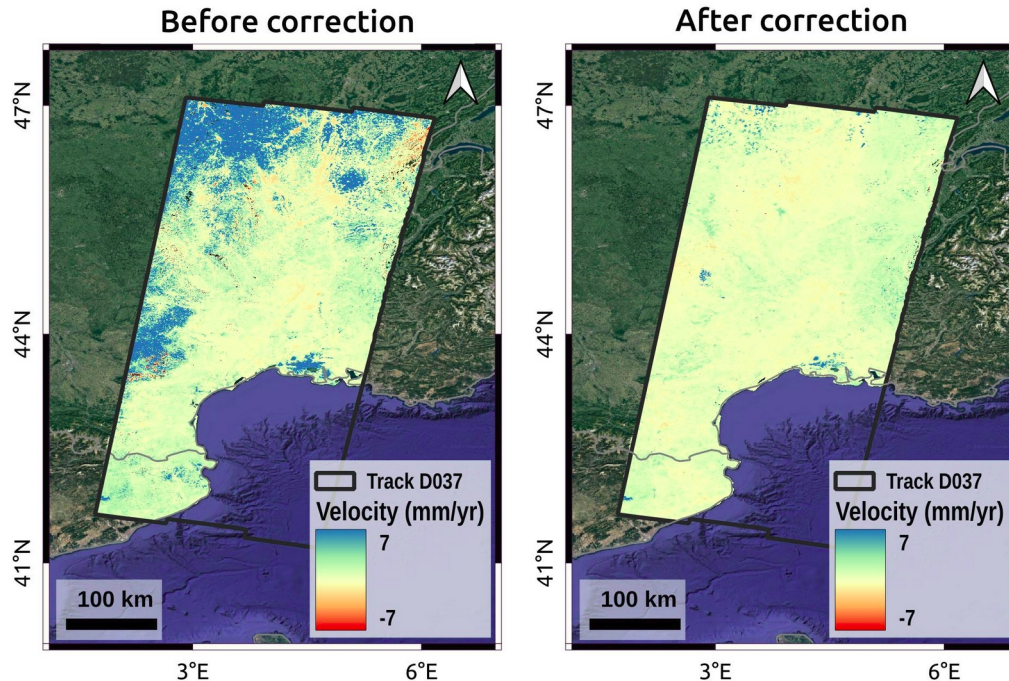 Before correction
47°N
44°N
41°N
Track D037
Velocity (mm/yr)
7
-7
100 km
3°E
6°E
After correction
47°N
44°N
41°N
Track D037
Velocity (mm/yr)
7
-7
100 km
3°E
6°E